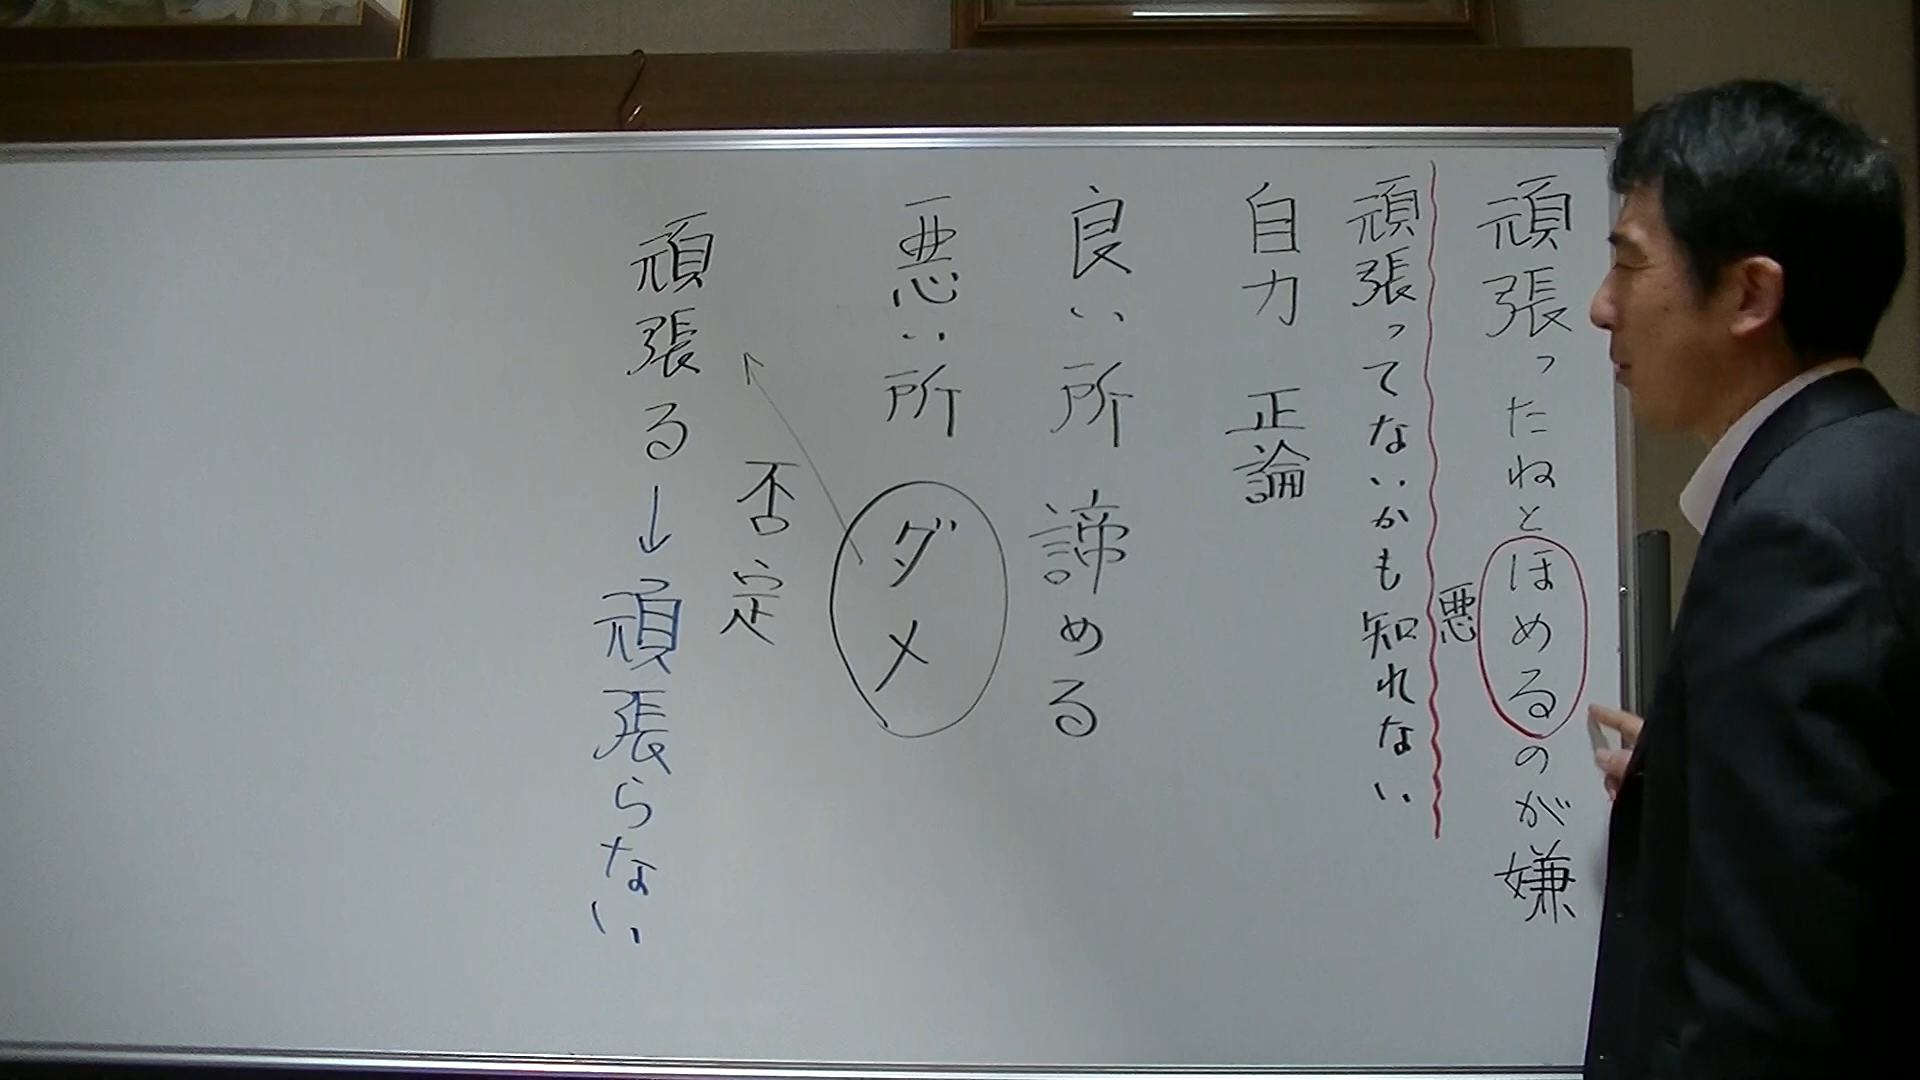 頑張ったねとほめるのが嫌
悪
頑張ってないかも知れない
自力 正論
良い所 諦める
悪い所 ダメ
否定
頑張る→頑張らない